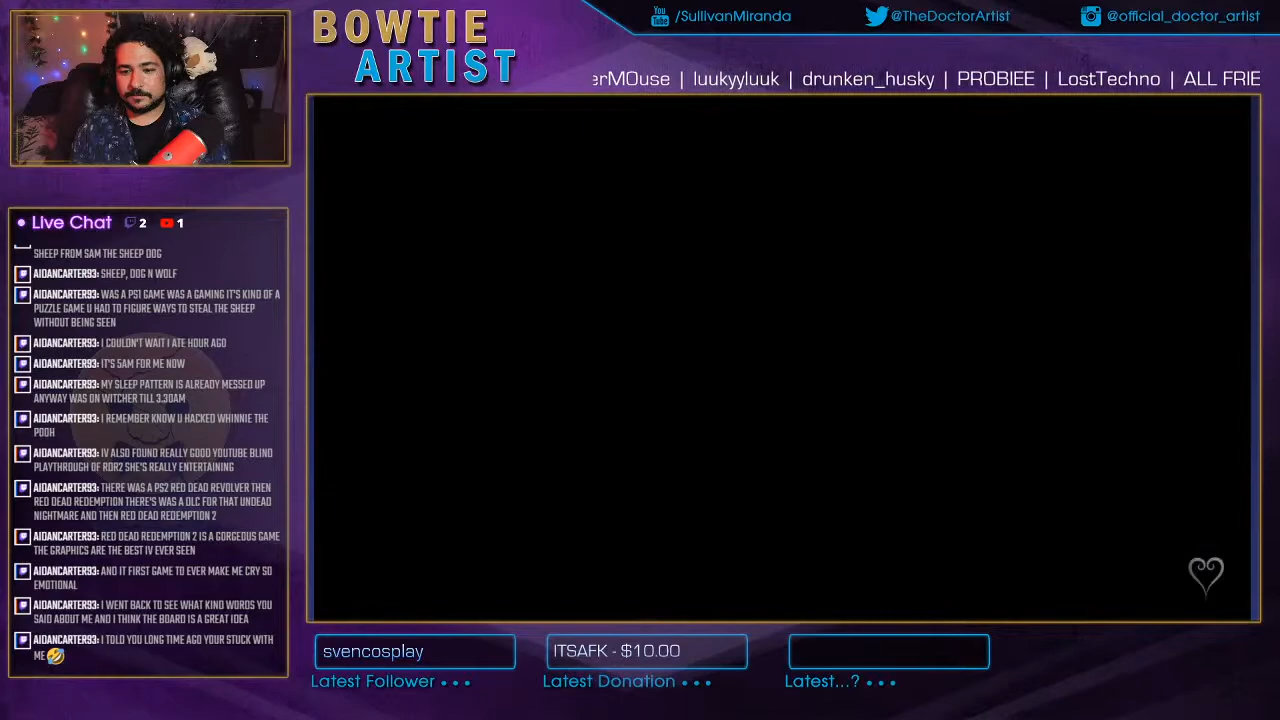 BOWTIE
ARTIST
/SullivanMiranda
@TheDoctorArtist
@official_doctor_artist
erMOuse | luukyyluuk | drunken_husky | PROBIEE | LostTechno | ALL FRIE
Live Chat 2 1
SHEEP FROM SAM THE SHEEP DOG
AIDANCARTER93: SHEEP, DOG N WOLF
AIDANCARTER93: WAS A PS1 GAME WAS A GAMING IT'S KIND OF A
PUZZLE GAME U HAD TO FIGURE WAYS TO STEAL THE SHEEP
WITHOUT BEING SEEN
AIDANCARTER93: I COULDN'T WAIT I ATE HOUR AGO
AIDANCARTER93: IT'S 5AM FOR ME NOW
AIDANCARTER93: MY SLEEP PATTERN IS ALREADY MESSED UP
ANYWAY WAS ON WITCHER TILL 3.30AM
AIDANCARTER93: I REMEMBER KNOW U HACKED WHINNIE THE
POOH
AIDANCARTER93: IV ALSO FOUND REALLY GOOD YOUTUBE BLIND
PLAYTHROUGH OF RDR2 SHE'S REALLY ENTERTAINING
AIDANCARTER93: THERE WAS A PS2 RED DEAD REVOLVER THEN
RED DEAD REDEMPTION THERE'S WAS A DLC FOR THAT UNDEAD
NIGHTMARE AND THEN RED DEAD REDEMPTION 2
AIDANCARTER93: RED DEAD REDEMPTION 2 IS A GORGEOUS GAME
THE GRAPHICS ARE THE BEST IV EVER SEEN
AIDANCARTER93: AND IT FIRST GAME TO EVER MAKE ME CRY SO
EMOTIONAL
AIDANCARTER93: I WENT BACK TO SEE WHAT KIND WORDS YOU
SAID ABOUT ME AND I THINK THE BOARD IS A GREAT IDEA
AIDANCARTER93: I TOLD YOU LONG TIME AGO YOUR STUCK WITH
ME 🤣
svencosplay
Latest Follower • • •
ITSAFK - $10.00
Latest Donation • • •
Latest...? • • •